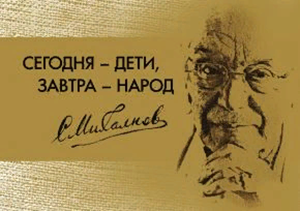 СЕГОДНЯ – ДЕТИ,
ЗАВТРА – НАРОД
С.Михалков